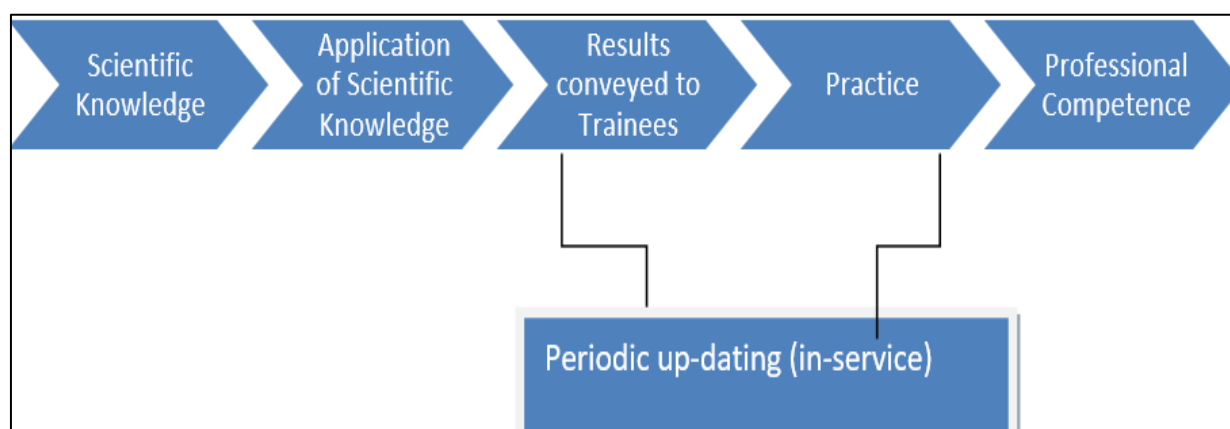 Scientific
Knowledge
Application
of Scientific
Knowledge
Results
conveyed to
Trainees
Practice
Professional
Competence
Periodic up-dating (in-service)